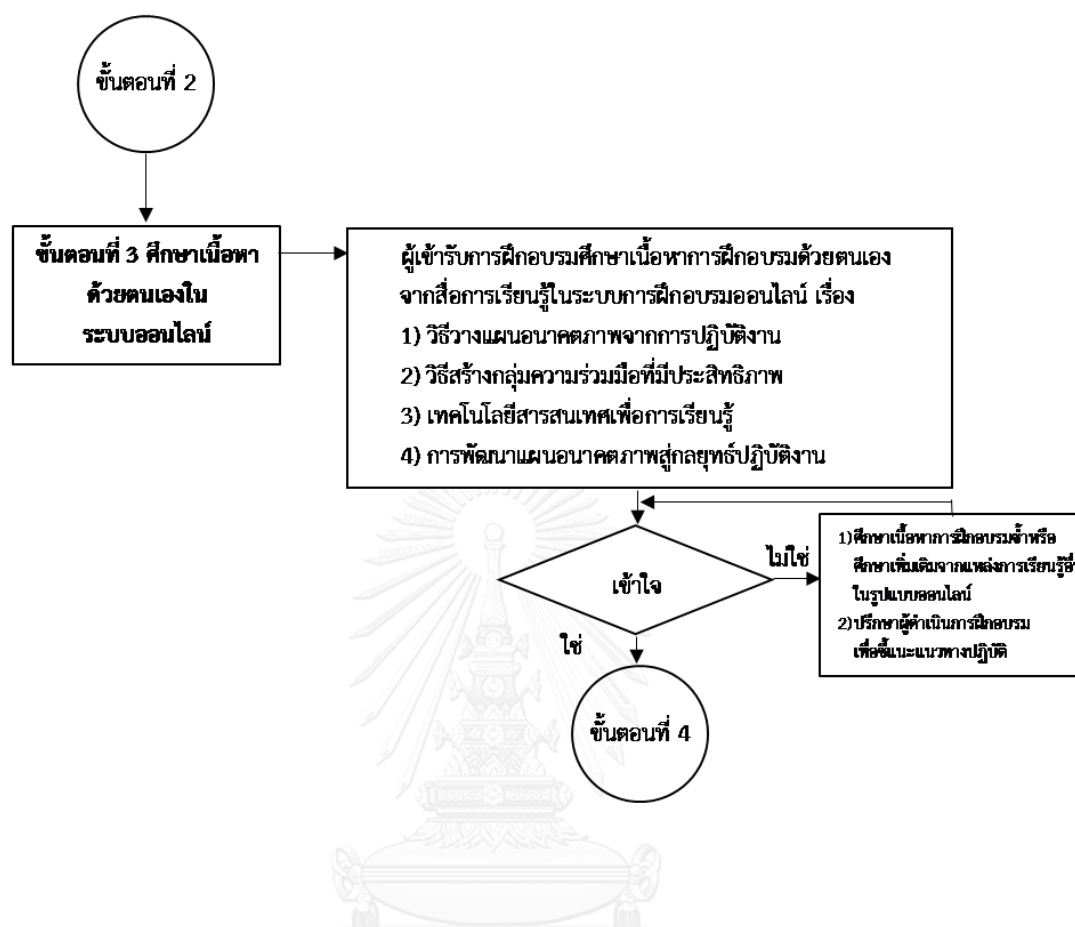 ขั้นตอนที่ 2
ขั้นตอนที่ 3 ศึกษาเนื้อหา
ด้วยตนเองใน
ระบบออนไลน์
ผู้เข้ารับการฝึกอบรมศึกษาเนื้อหาการฝึกอบรมด้วยตนเอง
จากสื่อการเรียนรู้ในระบบการฝึกอบรมออนไลน์ เรื่อง
1) วิธีวางแผนอนาคตภาพจากการปฏิบัติงาน
2) วิธีสร้างกลุ่มความร่วมมือที่มีประสิทธิภาพ
3) เทคโนโลยีสารสนเทศเพื่อการเรียนรู้
4) การพัฒนาแผนอนาคตภาพสู่กลยุทธ์ปฏิบัติงาน
เข้าใจ
ไม่ใช่
1) ศึกษาเนื้อหาการฝึกอบรมซ้ำหรือ
ศึกษาเพิ่มเติมจากแหล่งการเรียนรู้
ในรูปแบบออนไลน์
2) ปรึกษาผู้ดำเนินการฝึกอบรม
เพื่อชี้แนะแนวทางปฏิบัติ
ใช่
ขั้นตอนที่ 4